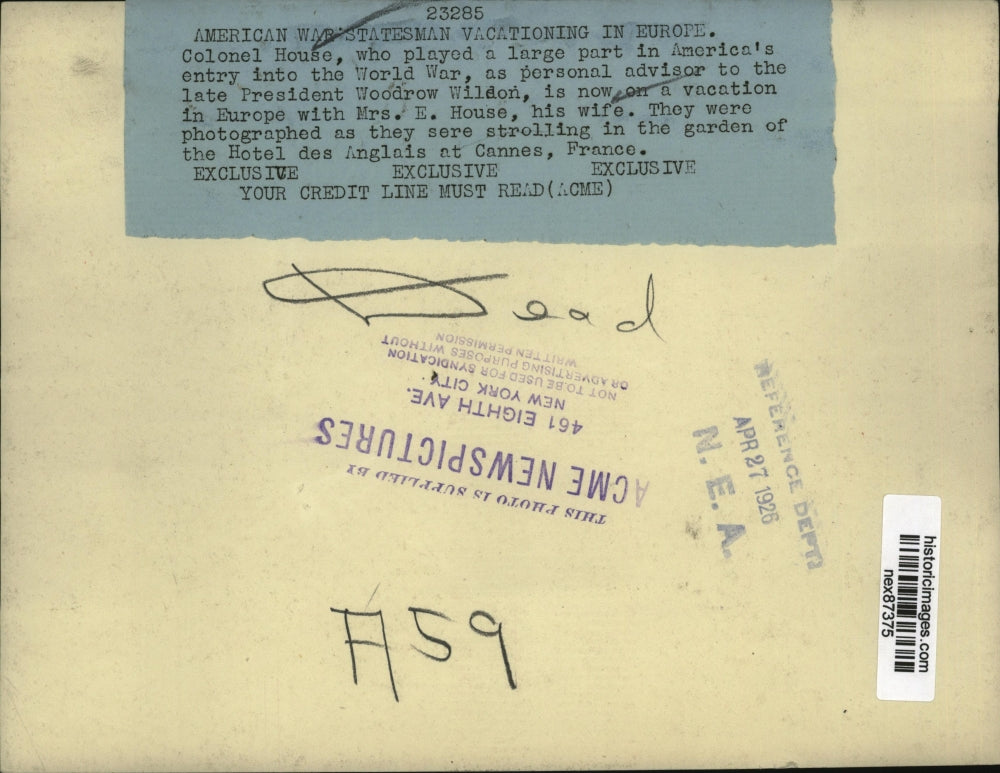 23285
AMERICAN WAR STATESMAN VACATIONING IN EUROPE.
Colonel House, who played a large part in America's
entry into the World War, as personal advisor to the
late President Woodrow Wilson, is now on a vacation
in Europe with Mrs. E. House, his wife. They were
photographed as they sere strolling in the garden of
the Hotel des Anglais at Cannes, France.
EXCLUSIVE EXCLUSIVE EXCLUSIVE
YOUR CREDIT LINE MUST READ(ACME)
Dead
THIS PHOTO IS SUPPLIED BY
ACME NEWSPICTURES
461 EIGHTH AVE.
NEW YORK CITY.
NOT TO BE USED FOR SYNDICATION
OR ADVERTISING PURPOSES WITHOUT
WRITTEN PERMISSION
REFERENCE DEPT.
APR 27 1926
N. E. A.
A59
historicimages.com
nex87375